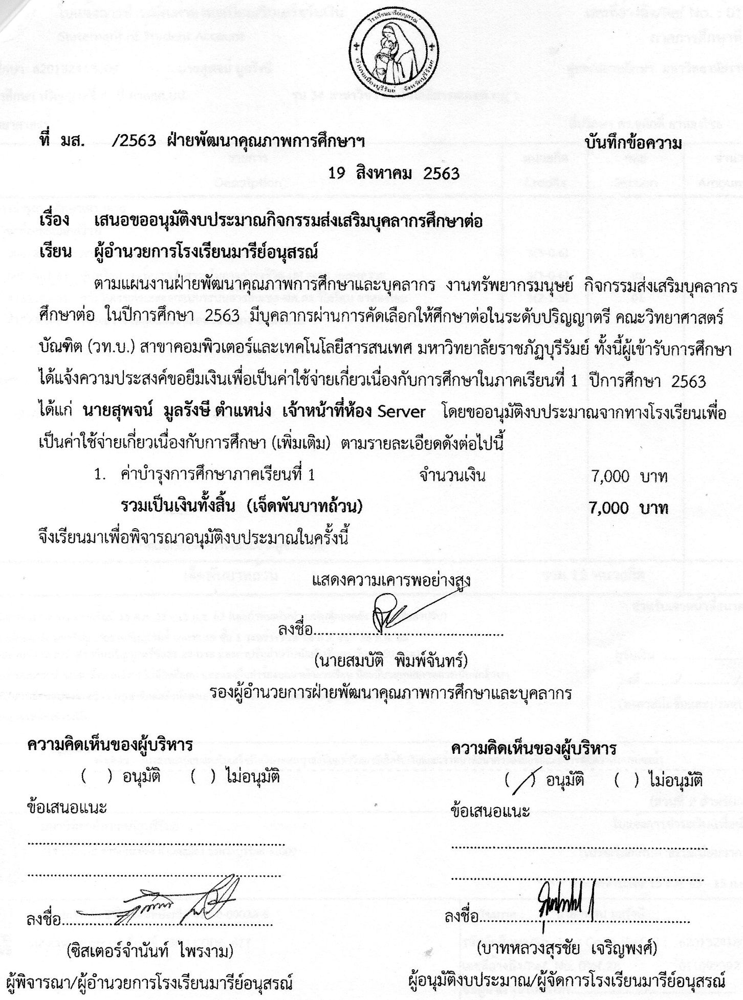 โรงเรียนมารีย์อนุสรณ์
อำเภอเมืองบุรีรัมย์ จังหวัดบุรีรัมย์
ที่ มส. /2563 ฝ่ายพัฒนาคุณภาพการศึกษาฯ
บันทึกข้อความ
19 สิงหาคม 2563
เรื่อง เสนอขออนุมัติงบประมาณกิจกรรมส่งเสริมบุคลากรศึกษาต่อ
เรียน ผู้อำนวยการโรงเรียนมารีย์อนุสรณ์
ตามแผนงานฝ่ายพัฒนาคุณภาพการศึกษาและบุคลากร งานทรัพยากรมนุษย์ กิจกรรมส่งเสริมบุคลากร
ศึกษาต่อ ในปีการศึกษา 2563 มีบุคลากรผ่านการคัดเลือกให้ศึกษาต่อในระดับปริญญาตรี คณะวิทยาศาสตร์
บัณฑิต (วท.บ.) สาขาคอมพิวเตอร์และเทคโนโลยีสารสนเทศ มหาวิทยาลัยราชภัฏบุรีรัมย์ ทั้งนี้ผู้เข้ารับการศึกษา
ได้แจ้งความประสงค์ขอยืมเงินเพื่อเป็นค่าใช้จ่ายเกี่ยวเนื่องกับการศึกษาในภาคเรียนที่ 1 ปีการศึกษา 2563
ได้แก่ นายสุพจน์ มูลรังษี ตำแหน่ง เจ้าหน้าที่ห้อง Server โดยขออนุมัติงบประมาณจากทางโรงเรียนเพื่อ
เป็นค่าใช้จ่ายเกี่ยวเนื่องกับการศึกษา (เพิ่มเติม) ตามรายละเอียดดังต่อไปนี้
1. ค่าบำรุงการศึกษาภาคเรียนที่ 1 จำนวนเงิน 7,000 บาท
รวมเป็นเงินทั้งสิ้น (เจ็ดพันบาทถ้วน) 7,000 บาท
จึงเรียนมาเพื่อพิจารณาอนุมัติงบประมาณในครั้งนี้
แสดงความเคารพอย่างสูง
ลงชื่อ.................................................
(นายสมบัติ พิมพ์จันทร์)
รองผู้อำนวยการฝ่ายพัฒนาคุณภาพการศึกษาและบุคลากร
ความคิดเห็นของผู้บริหาร
( ) อนุมัติ ( ) ไม่อนุมัติ
ข้อเสนอแนะ
..................................................................
..................................................................
ลงชื่อ......................................................
(ซิสเตอร์จำนันท์ ไพรงาม)
ผู้พิจารณา/ผู้อำนวยการโรงเรียนมารีย์อนุสรณ์
ความคิดเห็นของผู้บริหาร
( / ) อนุมัติ ( ) ไม่อนุมัติ
ข้อเสนอแนะ
..................................................................
..................................................................
ลงชื่อ......................................................
(บาทหลวงสุรชัย เจริญพงศ์)
ผู้อนุมัติงบประมาณ/ผู้จัดการโรงเรียนมารีย์อนุสรณ์